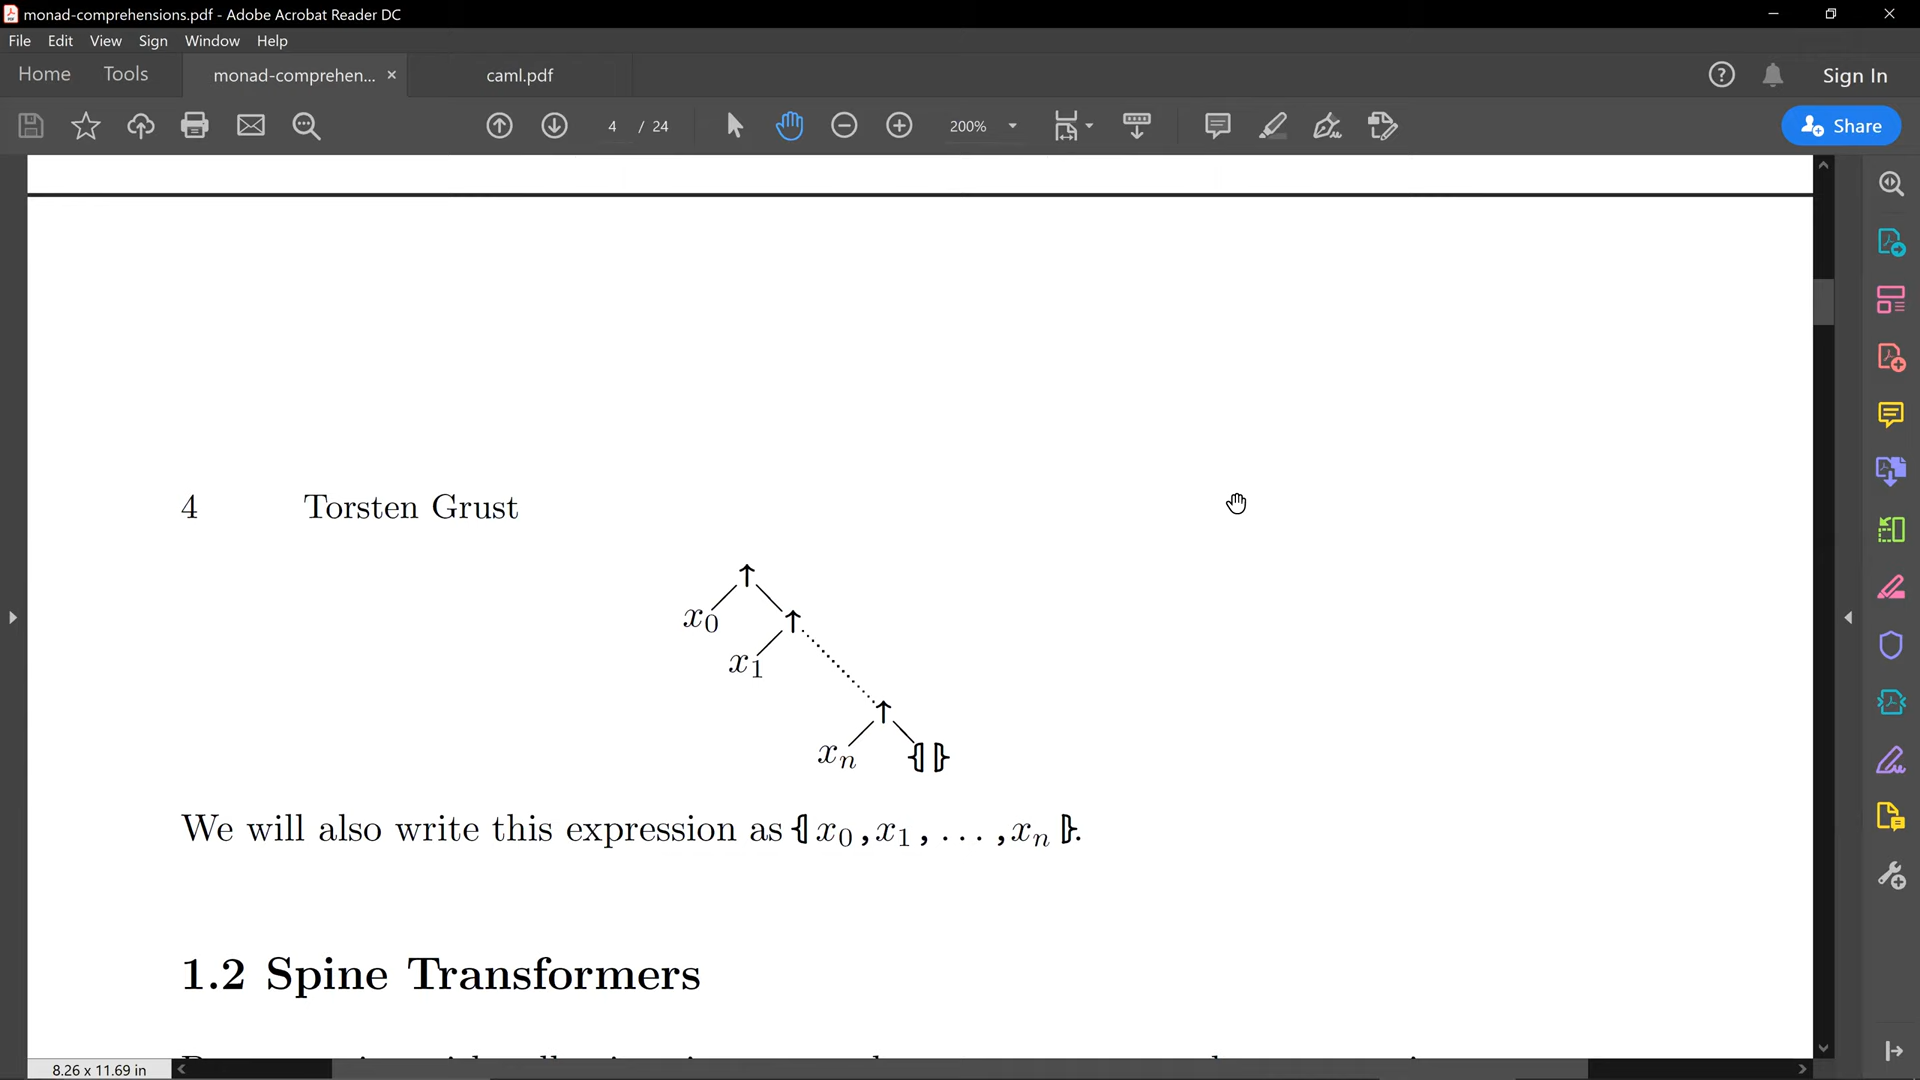 monad-comprehensions.pdf - Adobe Acrobat Reader DC
File Edit View Sign Window Help
Home Tools monad-comprehen... × caml.pdf Sign In
4 / 24 200% Share
4 Torsten Grust
↑
x₀ ↑
x₁
↑
xₙ ⦃ ⦄
We will also write this expression as ⦃ x₀ , x₁ , . . . , xₙ ⦄.
1.2 Spine Transformers
8.26 x 11.69 in